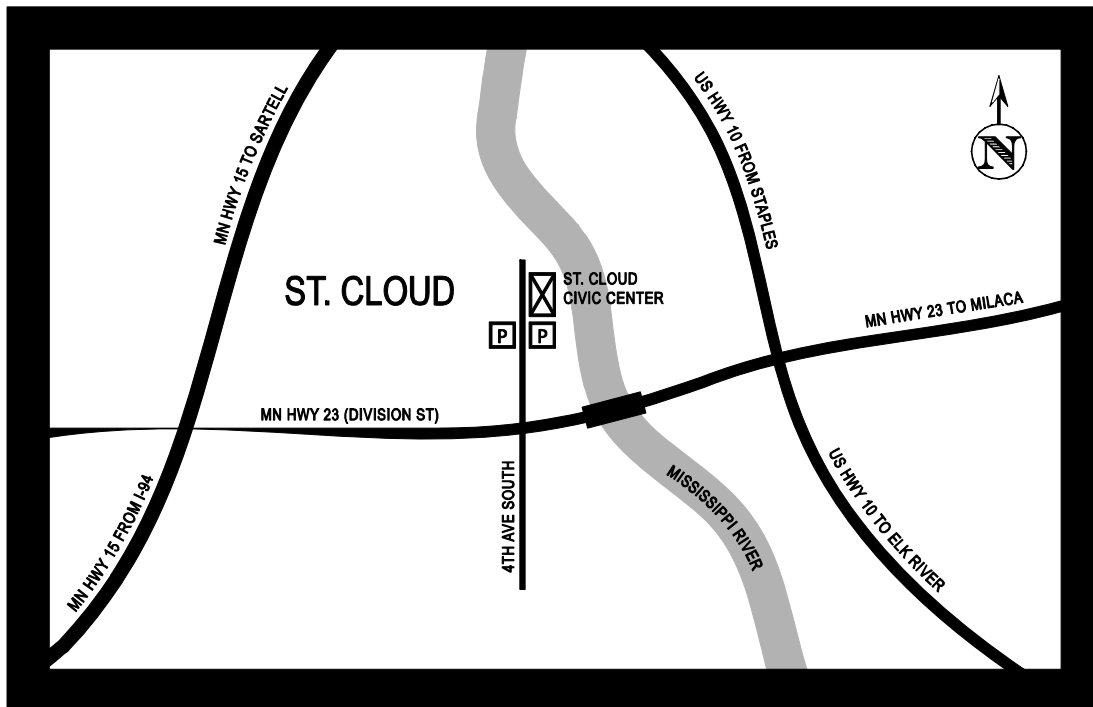 MN HWY 15 TO SARTELL
US HWY 10 FROM STAPLES
N
ST. CLOUD
ST. CLOUD
CIVIC CENTER
P
P
MN HWY 23 TO MILACA
MN HWY 23 (DIVISION ST)
MN HWY 15 FROM I-94
4TH AVE SOUTH
MISSISSIPPI RIVER
US HWY 10 TO ELK RIVER